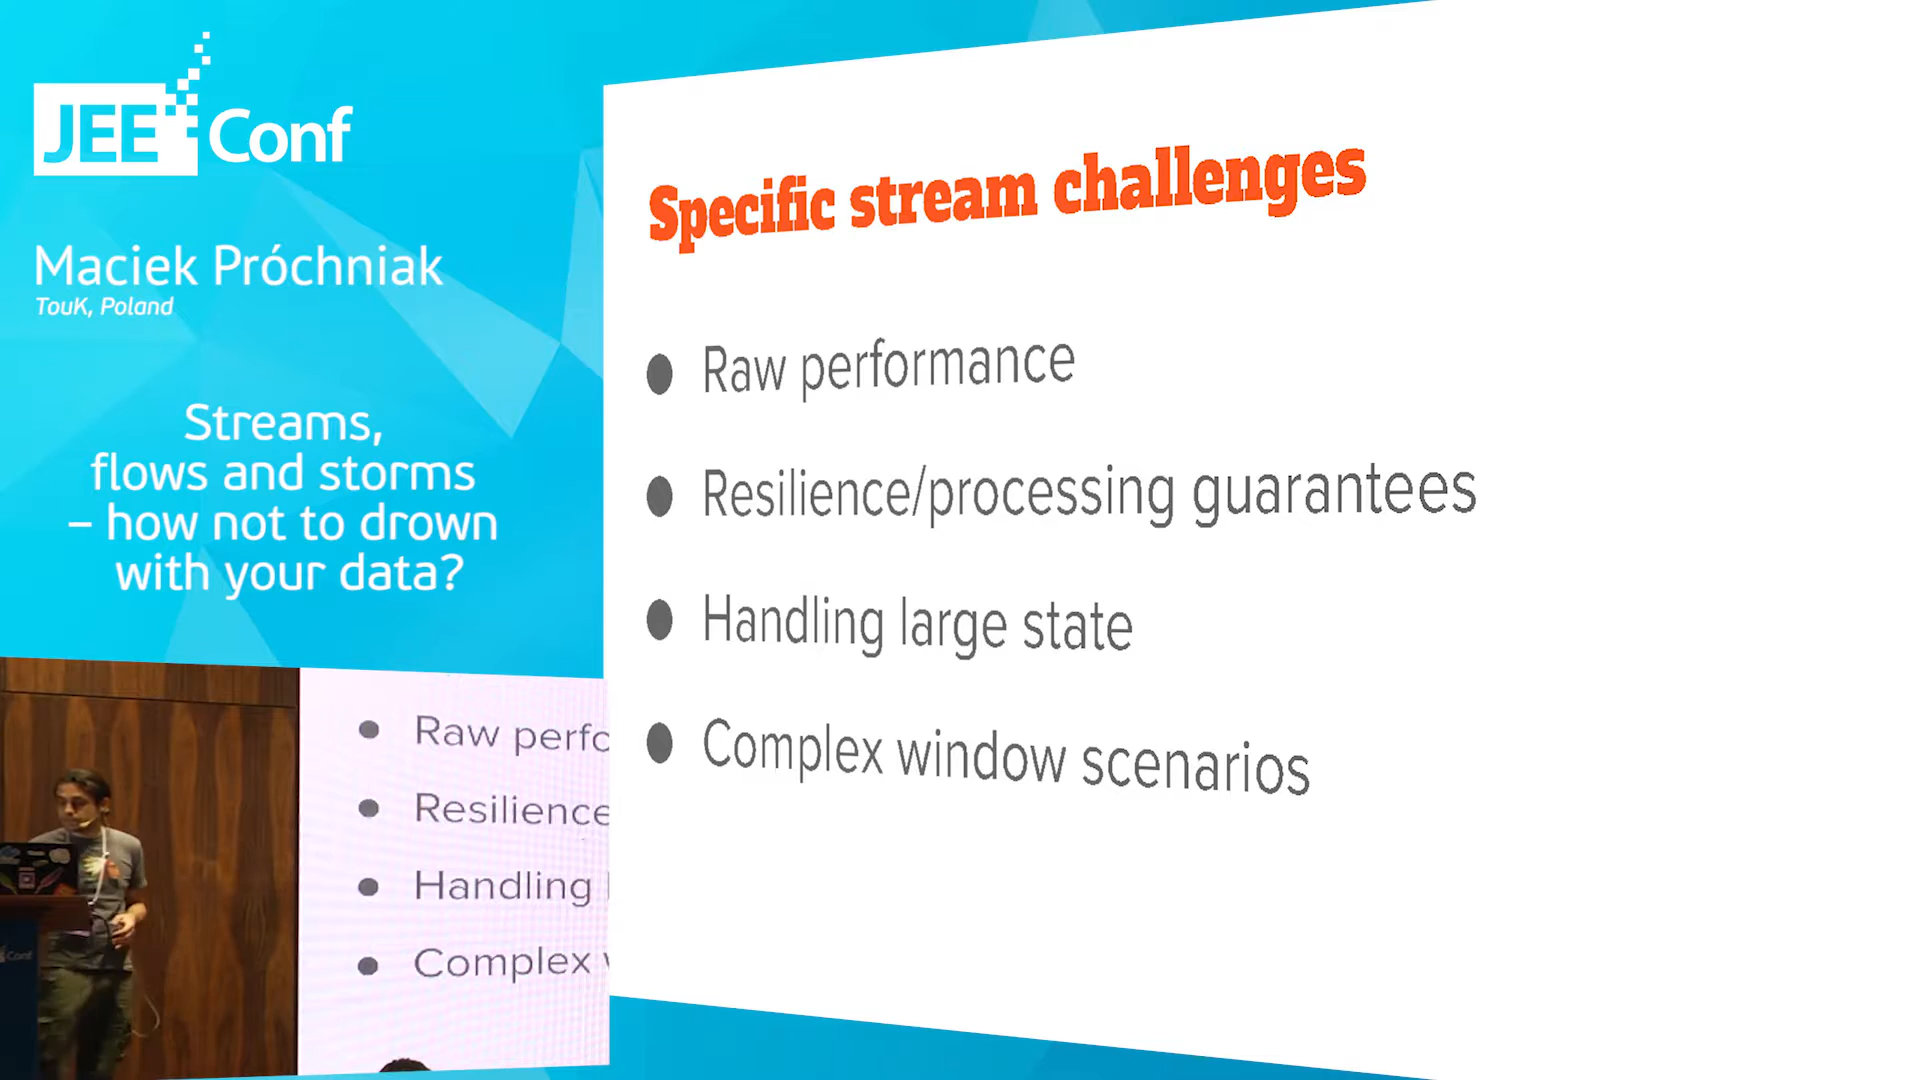 JEE Conf
Maciek Próchniak
TouK, Poland
Streams,
flows and storms
– how not to drown
with your data?
Specific stream challenges
Raw performance
Resilience/processing guarantees
Handling large state
Complex window scenarios
Raw perfo
Resilience
Handling
Complex
Conf